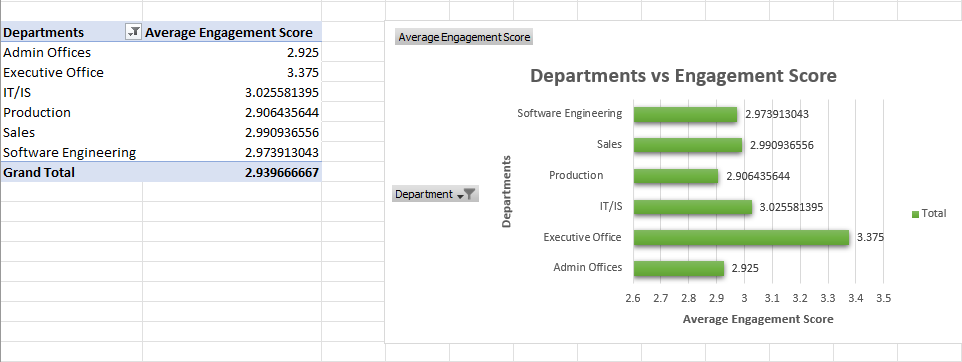 Departments Average Engagement Score
Admin Offices 2.925
Executive Office 3.375
IT/IS 3.025581395
Production 2.906435644
Sales 2.990936556
Software Engineering 2.973913043
Grand Total 2.939666667
Average Engagement Score
Departments vs Engagement Score
Software Engineering 2.973913043
Sales 2.990936556
Production 2.906435644
IT/IS 3.025581395
Executive Office 3.375
Admin Offices 2.925
Departments
Department
Total
2.6 2.7 2.8 2.9 3 3.1 3.2 3.3 3.4 3.5
Average Engagement Score